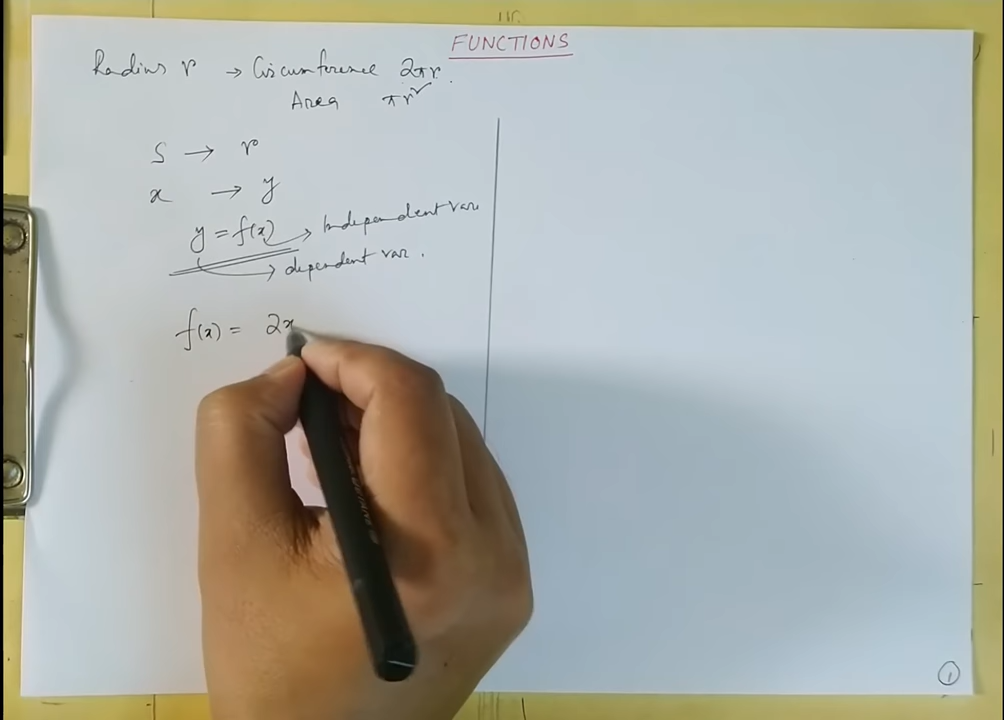 FUNCTIONS
Radius r → Circumference 2πr.
Area πr²
S → r
x → y
y = f(x) → Independent var.
→ dependent var.
f(x) = 2x
1